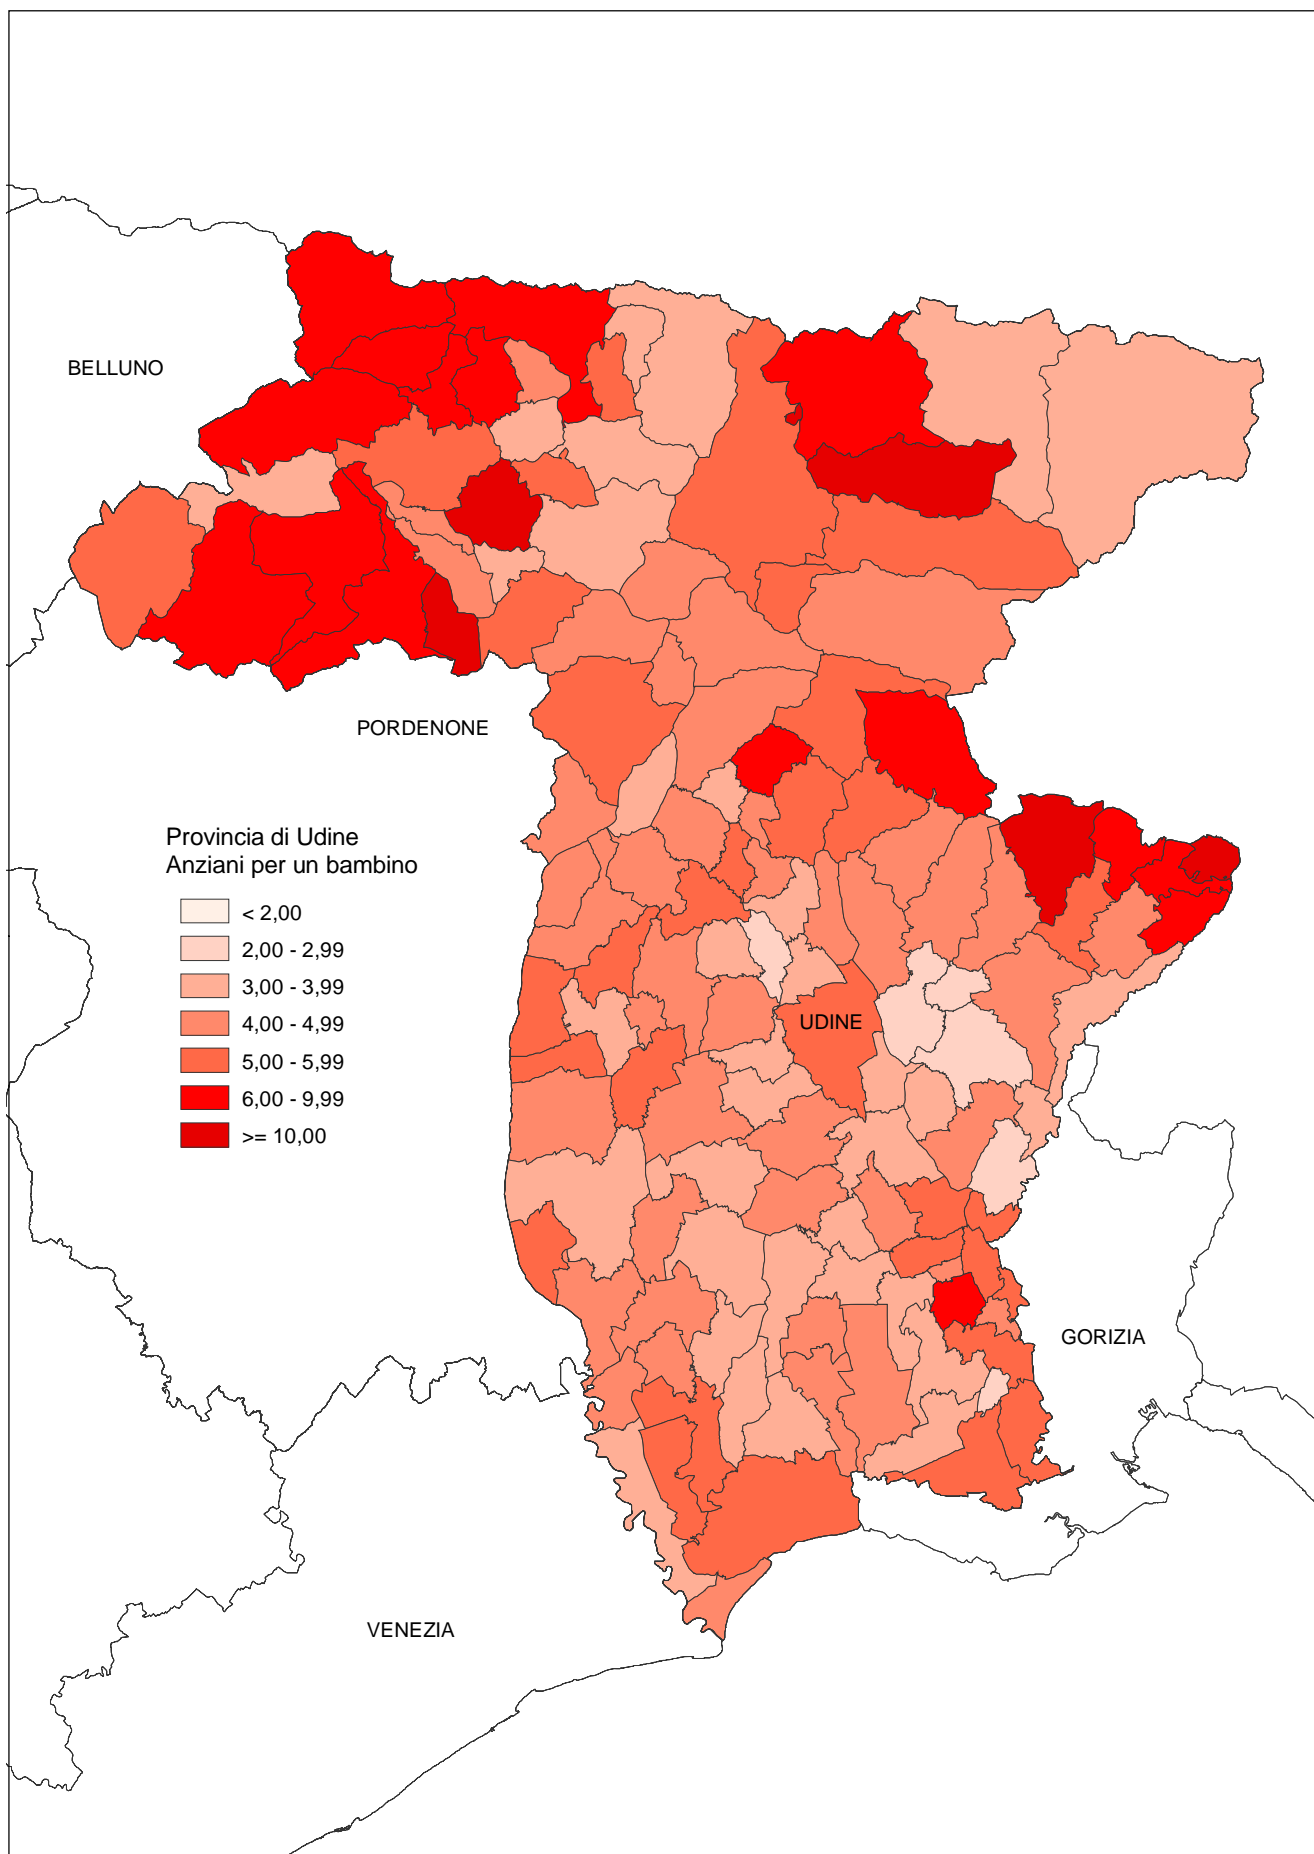 BELLUNO
PORDENONE
Provincia di Udine
Anziani per un bambino
< 2,00
2,00 - 2,99
3,00 - 3,99
4,00 - 4,99
5,00 - 5,99
6,00 - 9,99
>= 10,00
UDINE
GORIZIA
VENEZIA